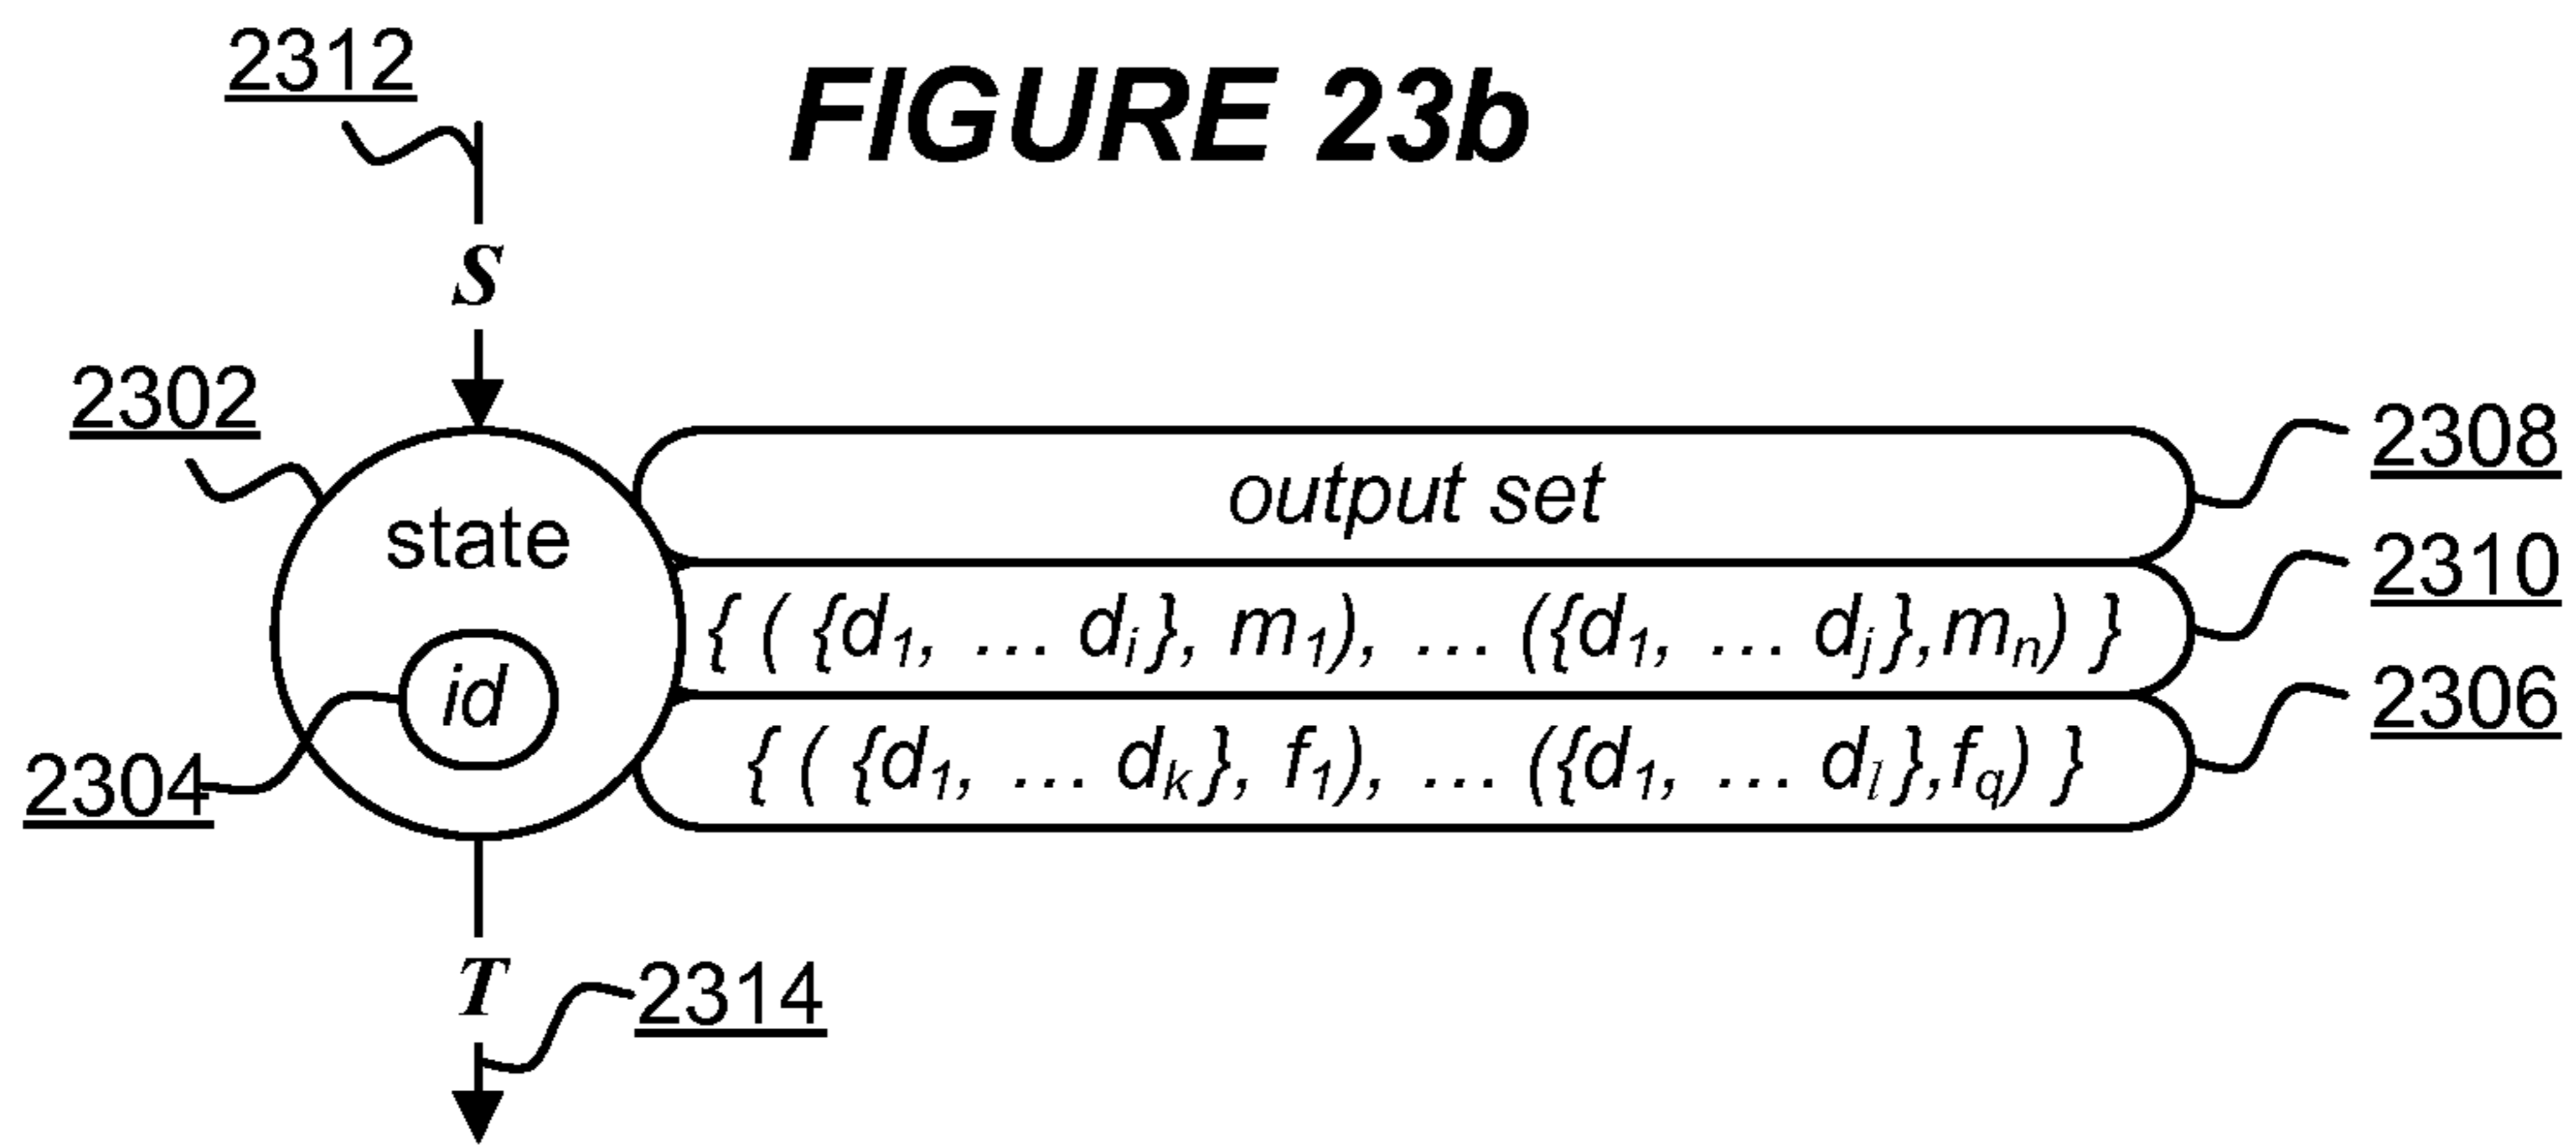 2312
FIGURE 23b
S
2302
2308
output set
state
2310
{ ( {d1, ... di}, m1), ... ({d1, ... dj},mn) }
id
2306
{ ( {d1, ... dk}, f1), ... ({d1, ... dl},fq) }
2304
T
2314